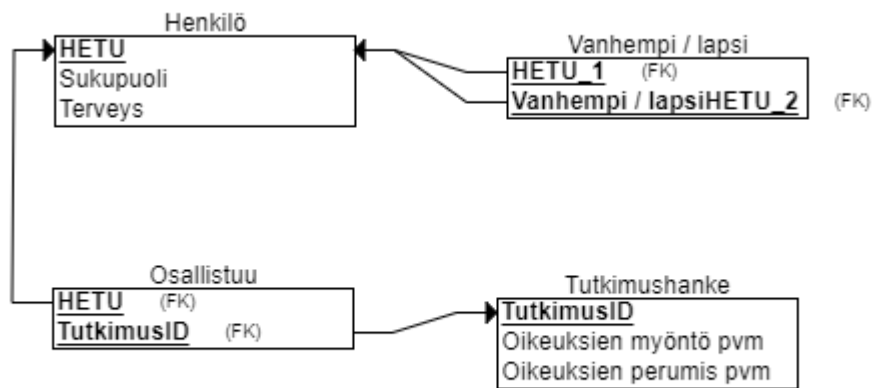 Henkilö
HETU
Sukupuoli
Terveys
Vanhempi / lapsi
HETU_1 (FK)
Vanhempi / lapsiHETU_2 (FK)
Osallistuu
HETU (FK)
TutkimusID (FK)
Tutkimushanke
TutkimusID
Oikeuksien myöntö pvm
Oikeuksien perumis pvm